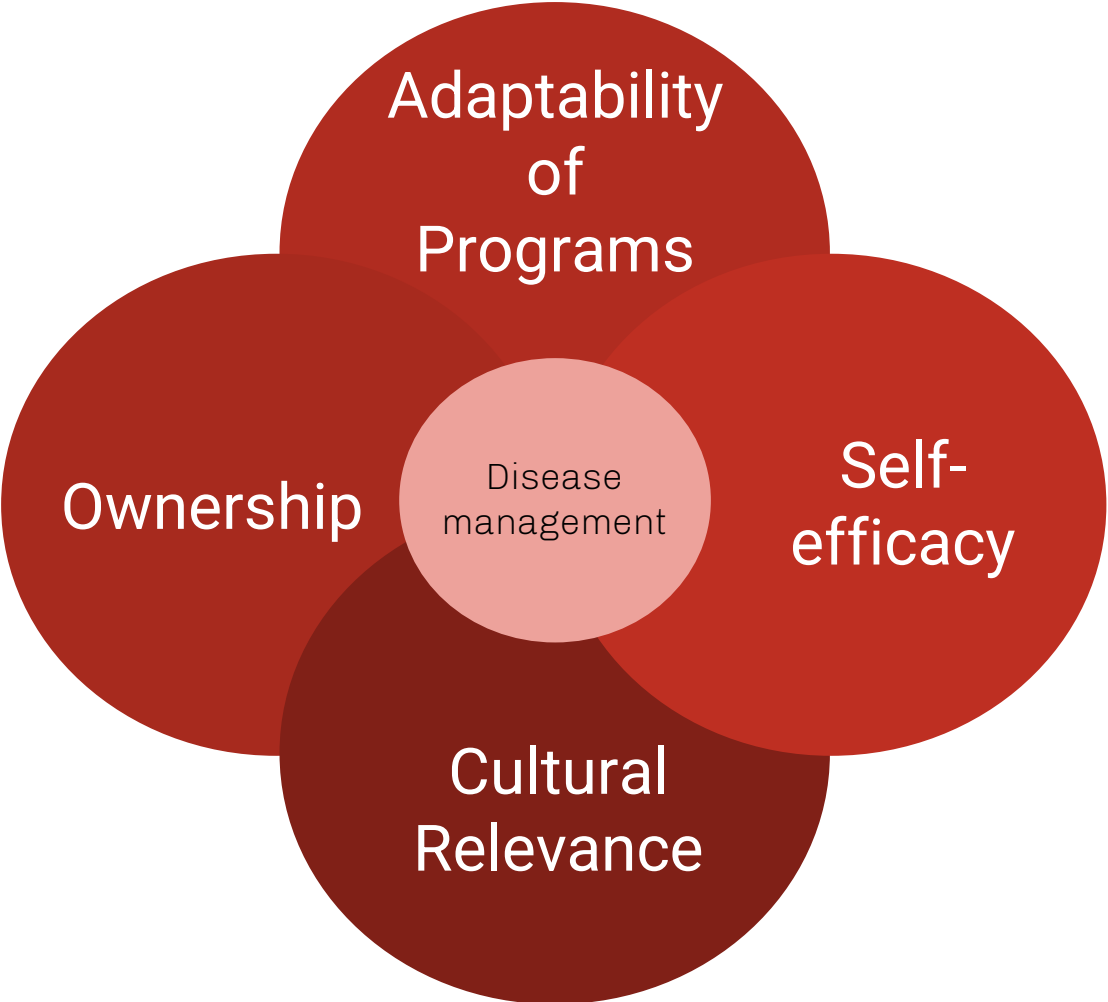 Adaptability
of
Programs
Ownership
Disease
management
Self-
efficacy
Cultural
Relevance